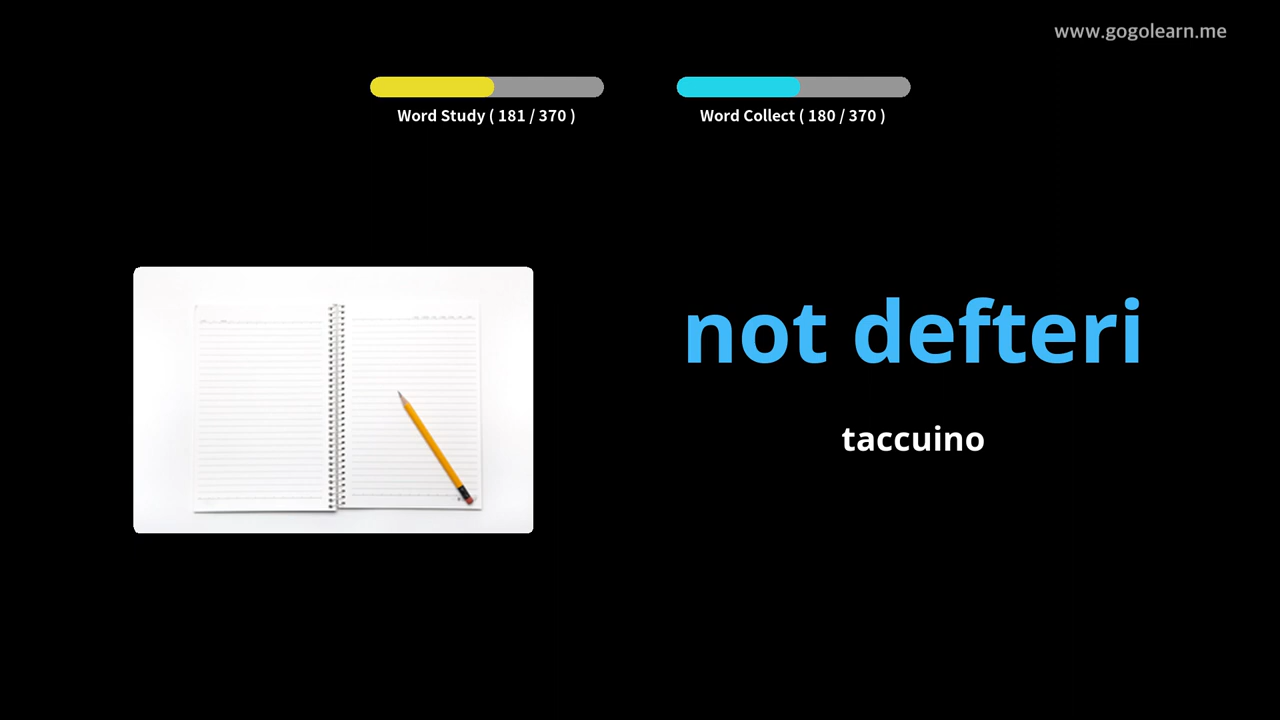 www.gogolearn.me
Word Study ( 181 / 370 )
Word Collect ( 180 / 370 )
not defteri
taccuino